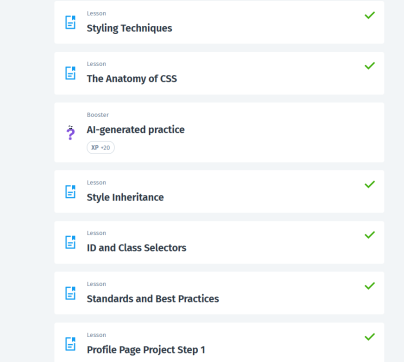 Lesson
Styling Techniques
Lesson
The Anatomy of CSS
Booster
AI-generated practice
XP +20
Lesson
Style Inheritance
Lesson
ID and Class Selectors
Lesson
Standards and Best Practices
Lesson
Profile Page Project Step 1